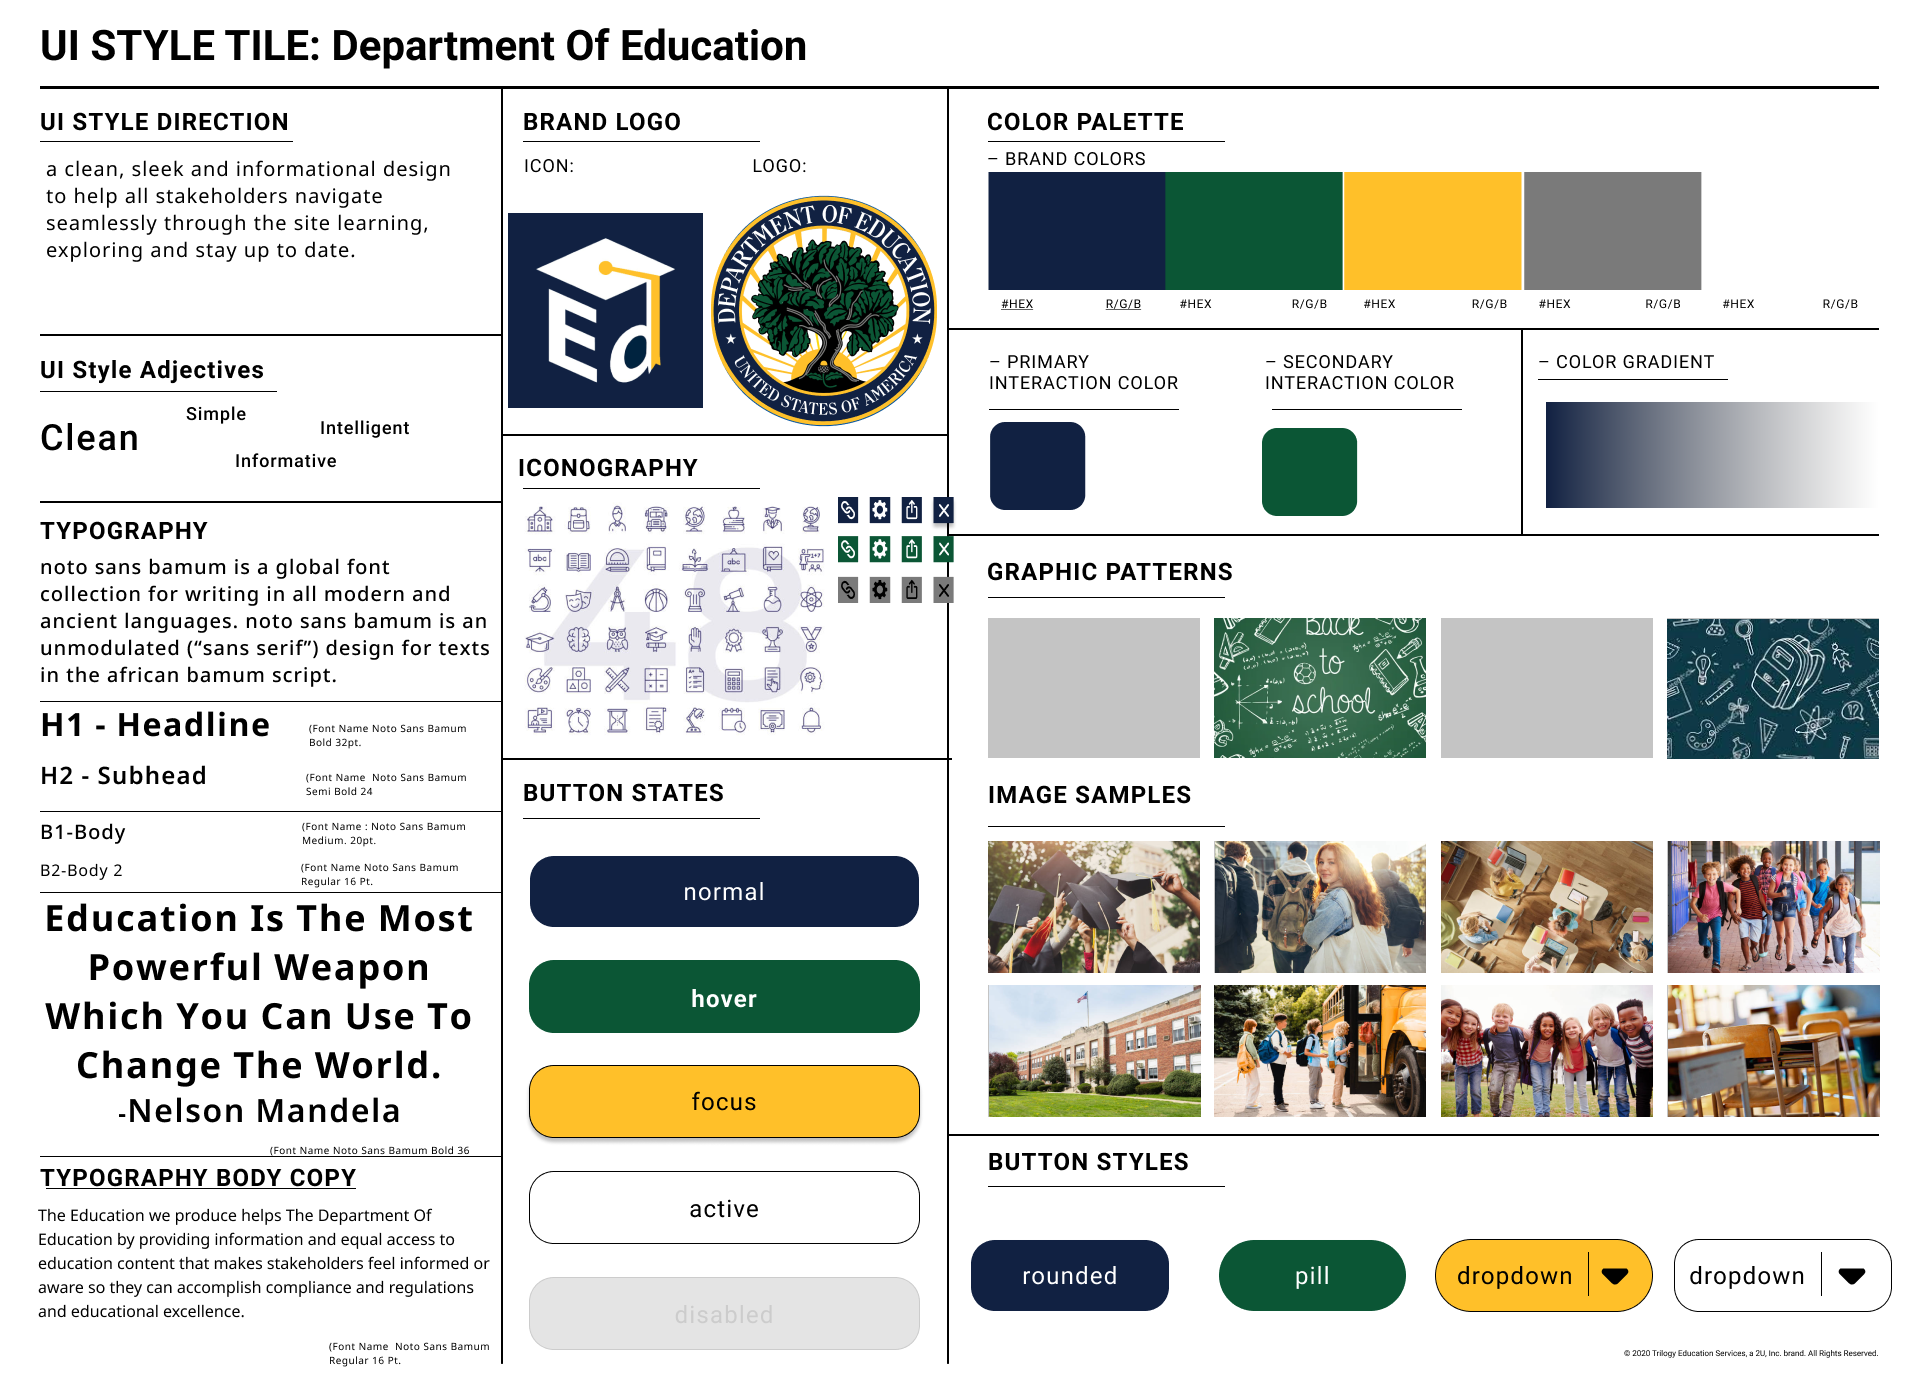 UI STYLE TILE: Department Of Education
UI STYLE DIRECTION
a clean, sleek and informational design
to help all stakeholders navigate
seamlessly through the site learning,
exploring and stay up to date.
UI Style Adjectives
Simple
Clean
Intelligent
Informative
TYPOGRAPHY
noto sans bamum is a global font
collection for writing in all modern and
ancient languages. noto sans bamum is an
unmodulated (“sans serif”) design for texts
in the african bamum script.
H1 - Headline
(Font Name Noto Sans Bamum
Bold 32pt.
H2 - Subhead
(Font Name  Noto Sans Bamum
Semi Bold 24
B1-Body
(Font Name : Noto Sans Bamum
Medium. 20pt.
B2-Body 2
(Font Name Noto Sans Bamum
Regular 16 Pt.
Education Is The Most
Powerful Weapon
Which You Can Use To
Change The World.
-Nelson Mandela
(Font Name Noto Sans Bamum Bold 36
TYPOGRAPHY BODY COPY
The Education we produce helps The Department Of
Education by providing information and equal access to
education content that makes stakeholders feel informed or
aware so they can accomplish compliance and regulations
and educational excellence.
(Font Name  Noto Sans Bamum
Regular 16 Pt.
BRAND LOGO
ICON:
LOGO:
Ed
DEPARTMENT OF EDUCATION
UNITED STATES OF AMERICA
ICONOGRAPHY
48
abc
abc
1+7
A+
BUTTON STATES
normal
hover
focus
active
disabled
COLOR PALETTE
– BRAND COLORS
#HEX R/G/B #HEX R/G/B #HEX R/G/B #HEX R/G/B #HEX R/G/B
– PRIMARY
INTERACTION COLOR
– SECONDARY
INTERACTION COLOR
– COLOR GRADIENT
GRAPHIC PATTERNS
Back
to
school
IMAGE SAMPLES
BUTTON STYLES
rounded
pill
dropdown
dropdown
© 2020 Trilogy Education Services, a 2U, Inc. brand. All Rights Reserved.